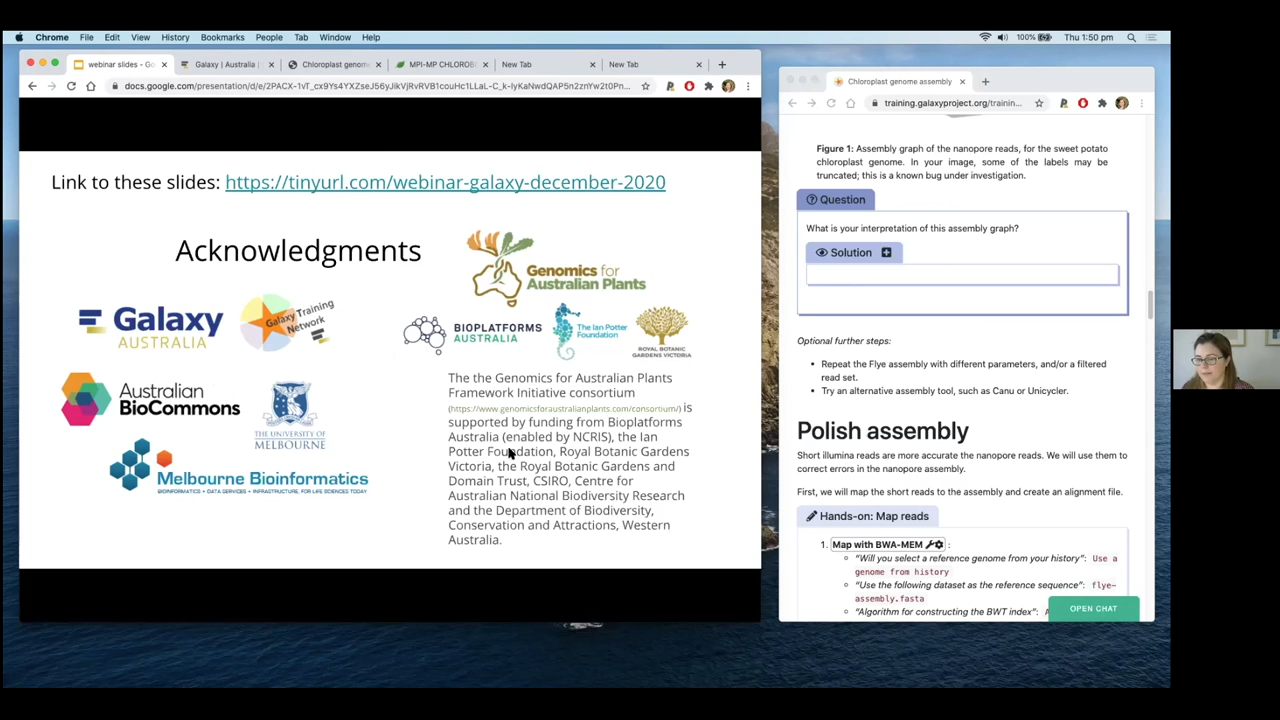 Chrome File Edit View History Bookmarks People Tab Window Help
100% Thu 1:50 pm
webinar slides - Go
Galaxy | Australia
Chloroplast genome
MPI-MP CHLOROB
New Tab
New Tab
Link to these slides: https://tinyurl.com/webinar-galaxy-december-2020
Acknowledgments
Galaxy
AUSTRALIA
Galaxy Training
Network
Australian
BioCommons
THE UNIVERSITY OF
MELBOURNE
Melbourne Bioinformatics
BIOINFORMATICS • DATA SERVICES • INFRASTRUCTURE, FOR LIFE SCIENCES TODAY
Genomics for
Australian Plants
BIOPLATFORMS
AUSTRALIA
The Ian Potter
Foundation
ROYAL BOTANIC
GARDENS VICTORIA
The the Genomics for Australian Plants
Framework Initiative consortium
(https://www.genomicsforaustralianplants.com/consortium/) is
supported by funding from Bioplatforms
Australia (enabled by NCRIS), the Ian
Potter Foundation, Royal Botanic Gardens
Victoria, the Royal Botanic Gardens and
Domain Trust, CSIRO, Centre for
Australian National Biodiversity Research
and the Department of Biodiversity,
Conservation and Attractions, Western
Australia.
Chloroplast genome assembly
training.galaxyproject.org/trainin...
Figure 1: Assembly graph of the nanopore reads, for the sweet potato
chloroplast genome. In your image, some of the labels may be
truncated; this is a known bug under investigation.
Question
What is your interpretation of this assembly graph?
Solution
Optional further steps:
• Repeat the Flye assembly with different parameters, and/or a filtered
read set.
• Try an alternative assembly tool, such as Canu or Unicycler.
Polish assembly
Short illumina reads are more accurate the nanopore reads. We will use them to
correct errors in the nanopore assembly.
First, we will map the short reads to the assembly and create an alignment file.
Hands-on: Map reads
1. Map with BWA-MEM :
"Will you select a reference genome from your history": Use a
genome from history
"Use the following dataset as the reference sequence": flye-
assembly.fasta
"Algorithm for constructing the BWT index":
OPEN CHAT